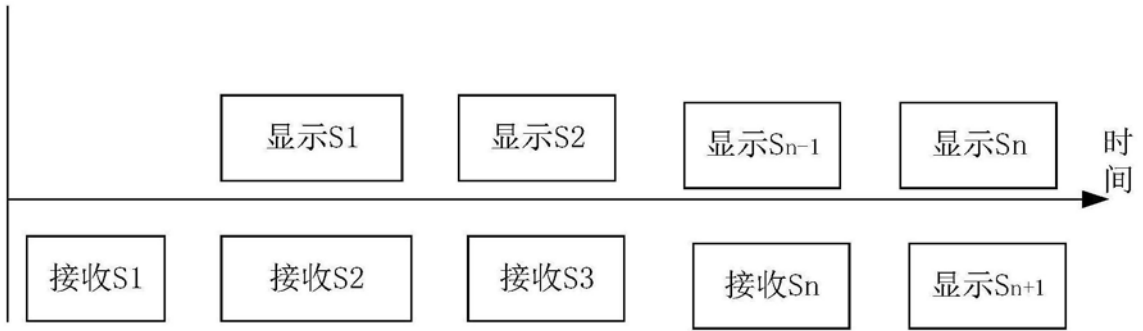 显示S1
显示S2
显示Sn-1
显示Sn
时
间
接收S1
接收S2
接收S3
接收Sn
显示Sn+1